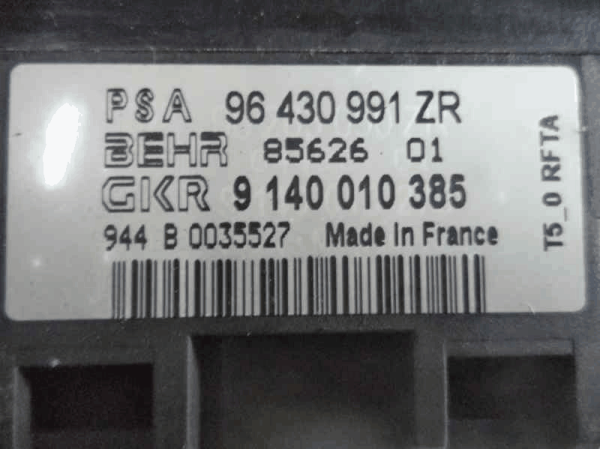 PSA 96 430 991 ZR
BEHR 85626 01
GKR 9 140 010 385
944 B 0035527 Made In France
T5_0 RFTA